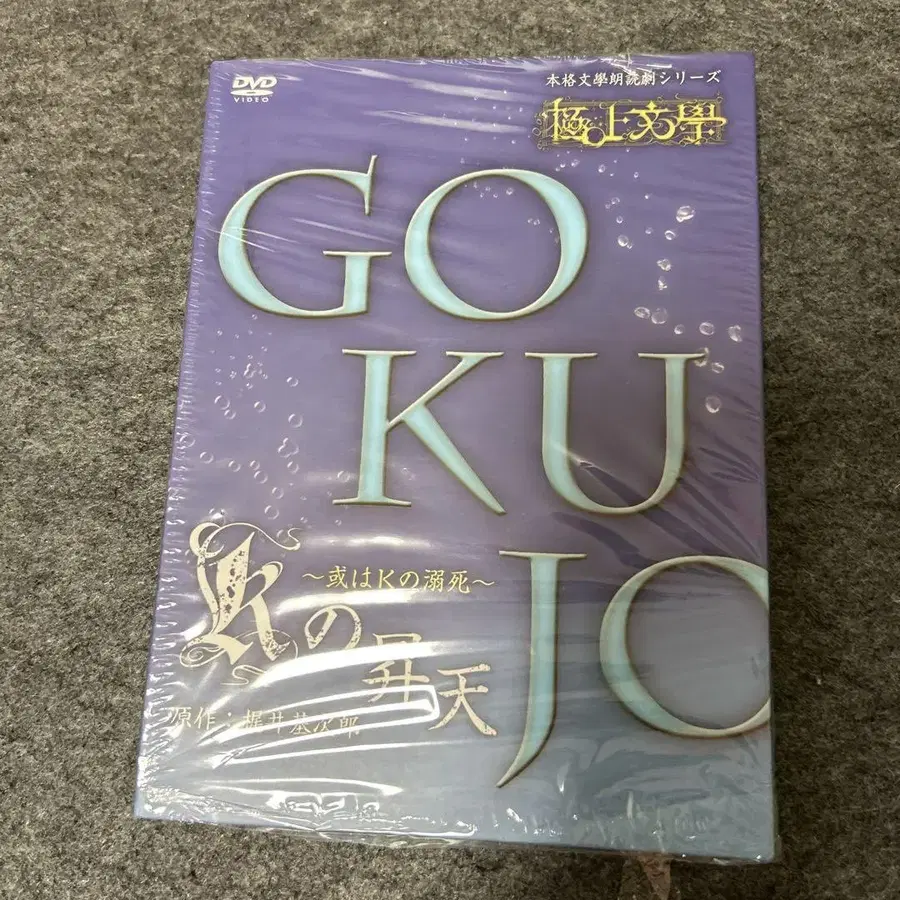 DVD
VIDEO
本格文學朗読劇シリーズ
極上文學
GO
KU
JO
～或はKの溺死～
Kの昇天
原作：梶井基次郎